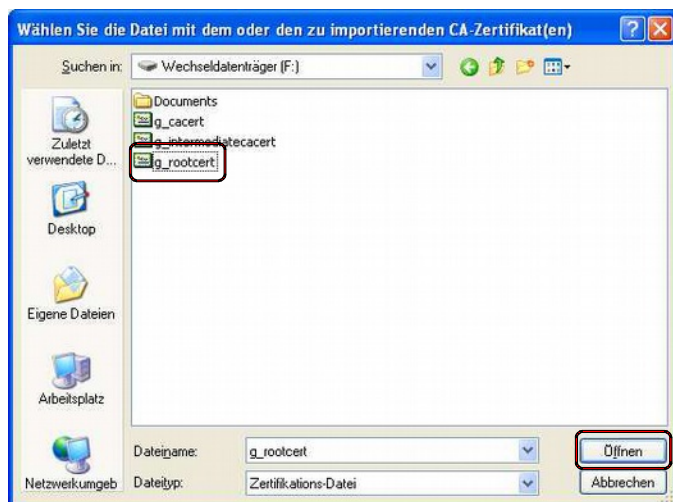 Wählen Sie die Datei mit dem oder den zu importierenden CA-Zertifikat(en)
Suchen in: Wechseldatenträger (F:)
Zuletzt
verwendete D...
Desktop
Eigene Dateien
Arbeitsplatz
Netzwerkumgeb
Documents
g_cacert
g_intermediatecacert
g_rootcert
Dateiname: g_rootcert Öffnen
Dateityp: Zertifikations-Datei Abbrechen